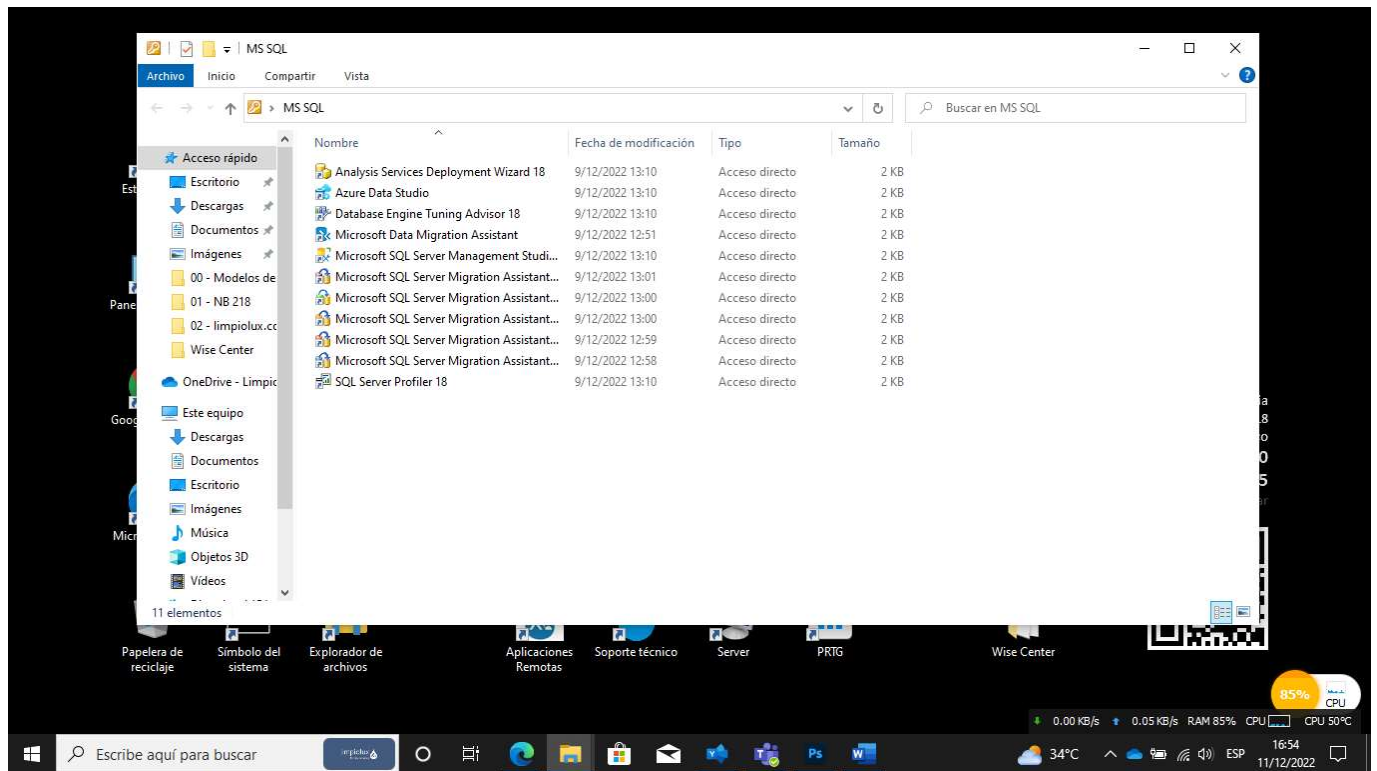 MS SQL
Archivo Inicio Compartir Vista
MS SQL
Buscar en MS SQL
Nombre Fecha de modificación Tipo Tamaño
Acceso rápido
Escritorio
Descargas
Documentos
Imágenes
00 - Modelos de
01 - NB 218
02 - limpiolux.cc
Wise Center
OneDrive - Limpic
Este equipo
Descargas
Documentos
Escritorio
Imágenes
Música
Objetos 3D
Vídeos
Analysis Services Deployment Wizard 18 9/12/2022 13:10 Acceso directo 2 KB
Azure Data Studio 9/12/2022 13:10 Acceso directo 2 KB
Database Engine Tuning Advisor 18 9/12/2022 13:10 Acceso directo 2 KB
Microsoft Data Migration Assistant 9/12/2022 12:51 Acceso directo 2 KB
Microsoft SQL Server Management Studi... 9/12/2022 13:10 Acceso directo 2 KB
Microsoft SQL Server Migration Assistant... 9/12/2022 13:01 Acceso directo 2 KB
Microsoft SQL Server Migration Assistant... 9/12/2022 13:00 Acceso directo 2 KB
Microsoft SQL Server Migration Assistant... 9/12/2022 13:00 Acceso directo 2 KB
Microsoft SQL Server Migration Assistant... 9/12/2022 12:59 Acceso directo 2 KB
Microsoft SQL Server Migration Assistant... 9/12/2022 12:58 Acceso directo 2 KB
SQL Server Profiler 18 9/12/2022 13:10 Acceso directo 2 KB
11 elementos
Est
Pane
Goog
Micr
ia
.8
o
0
5
ar
Papelera de
reciclaje
Símbolo del
sistema
Explorador de
archivos
Aplicaciones
Remotas
Soporte técnico
Server
PRTG
Wise Center
85%
CPU
0.00 KB/s 0.05 KB/s RAM 85% CPU CPU 50°C
Escribe aquí para buscar
limpiolux
Ps
34°C
ESP
16:54
11/12/2022